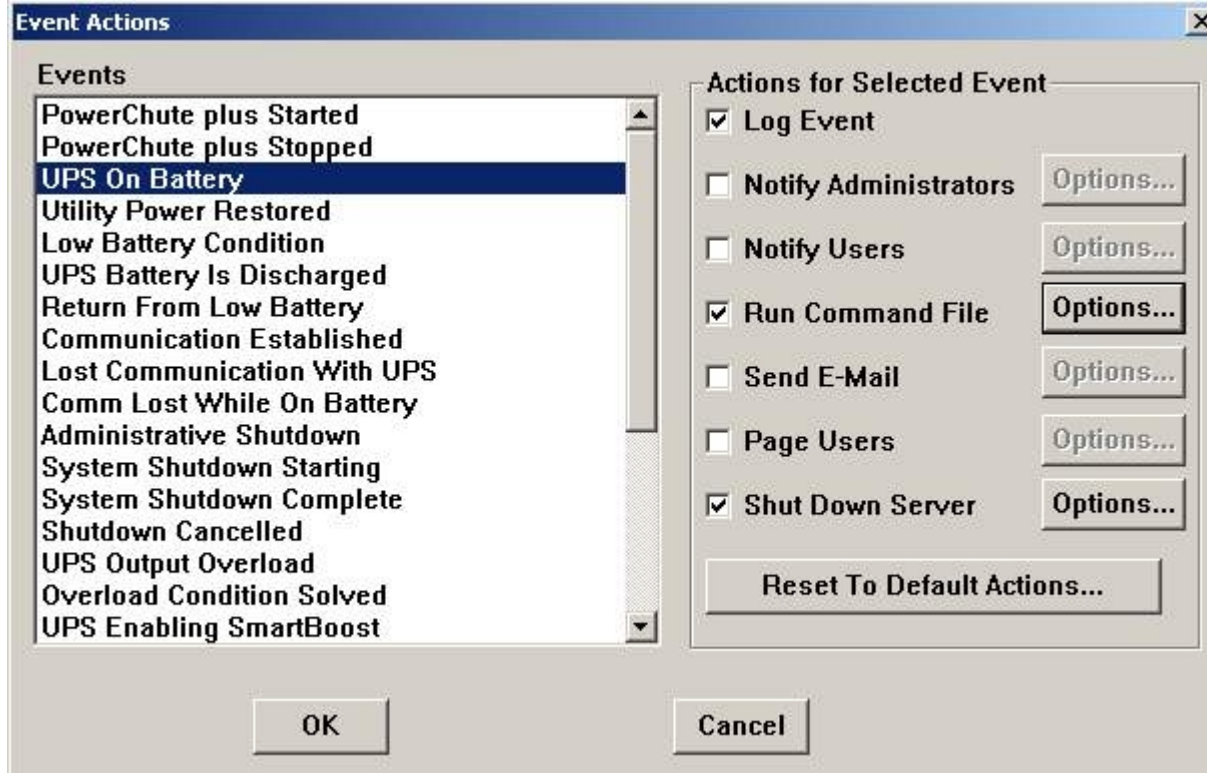 Event Actions
Events
PowerChute plus Started
PowerChute plus Stopped
UPS On Battery
Utility Power Restored
Low Battery Condition
UPS Battery Is Discharged
Return From Low Battery
Communication Established
Lost Communication With UPS
Comm Lost While On Battery
Administrative Shutdown
System Shutdown Starting
System Shutdown Complete
Shutdown Cancelled
UPS Output Overload
Overload Condition Solved
UPS Enabling SmartBoost
Actions for Selected Event
Log Event
Notify Administrators Options...
Notify Users Options...
Run Command File Options...
Send E-Mail Options...
Page Users Options...
Shut Down Server Options...
Reset To Default Actions...
OK Cancel